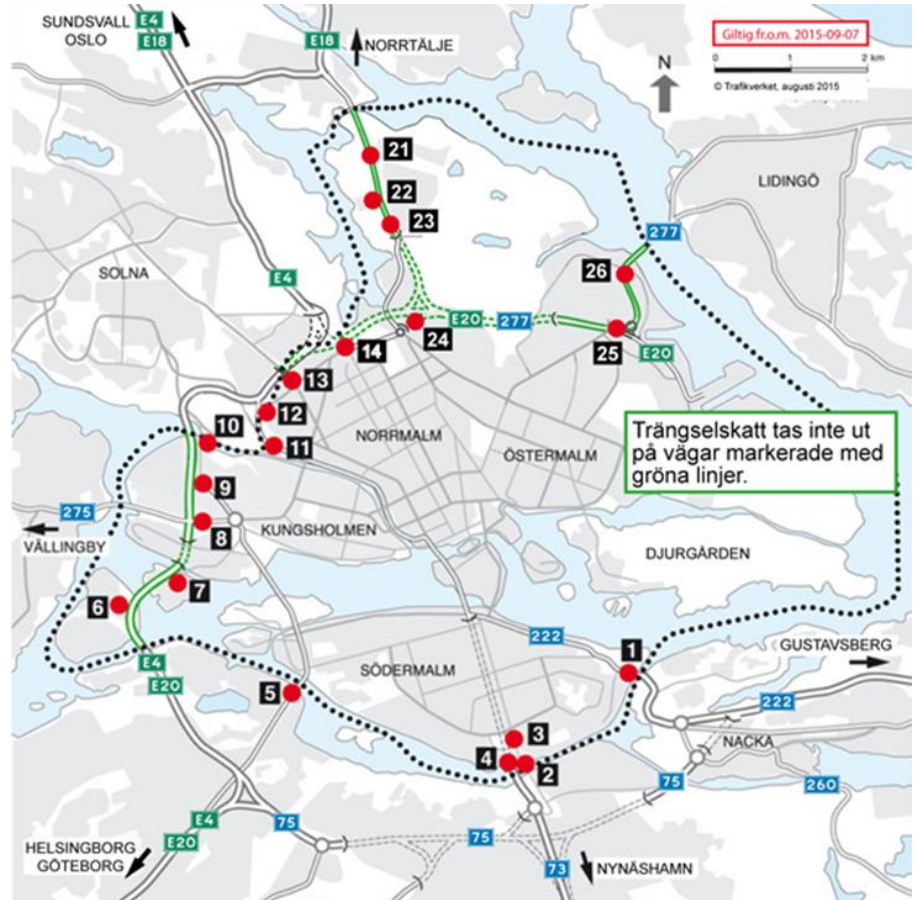 SUNDSVALL
OSLO
E4
E18
E18
NORRTÄLJE
Giltig fr.o.m. 2015-09-07
N
0 1 2 km
© Trafikverket, augusti 2015
21
22
23
LIDINGÖ
277
SOLNA
E4
26
E20
277
24
25
E20
14
13
12
11
10
NORRMALM
ÖSTERMALM
Trängselskatt tas inte ut
på vägar markerade med
gröna linjer.
9
275
VÄLLINGBY
8
KUNGSHOLMEN
DJURGÅRDEN
7
6
222
1
GUSTAVSBERG
E4
E20
SÖDERMALM
5
222
3
4
2
NACKA
75
260
E4
E20
75
75
HELSINGBORG
GÖTEBORG
73
NYNÄSHAMN